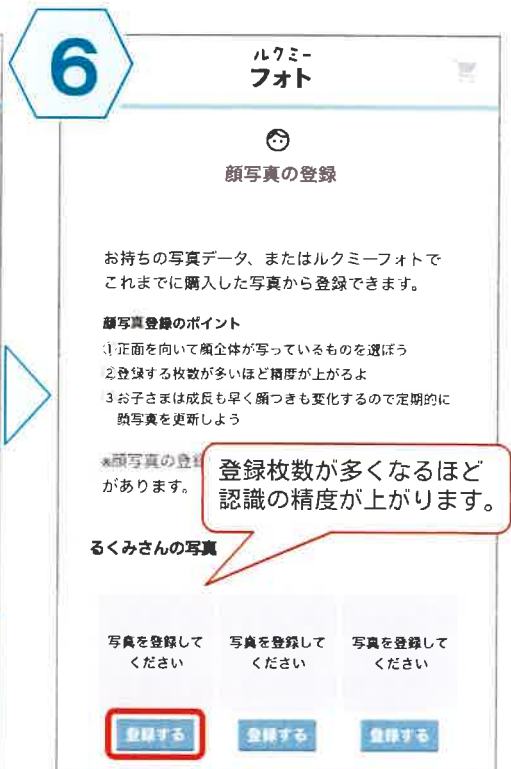 6
ルクミー
フォト
顔写真の登録
お持ちの写真データ、またはルクミーフォトで
これまでに購入した写真から登録できます。
顔写真登録のポイント
1 正面を向いて顔全体が写っているものを選ぼう
2 登録する枚数が多いほど精度が上がるよ
3 お子さまは成長も早く顔つきも変化するので定期的に
顔写真を更新しよう
※顔写真の登録
があります。
登録枚数が多くなるほど
認識の精度が上がります。
るくみさんの写真
写真を登録して
ください
写真を登録して
ください
写真を登録して
ください
登録する
登録する
登録する